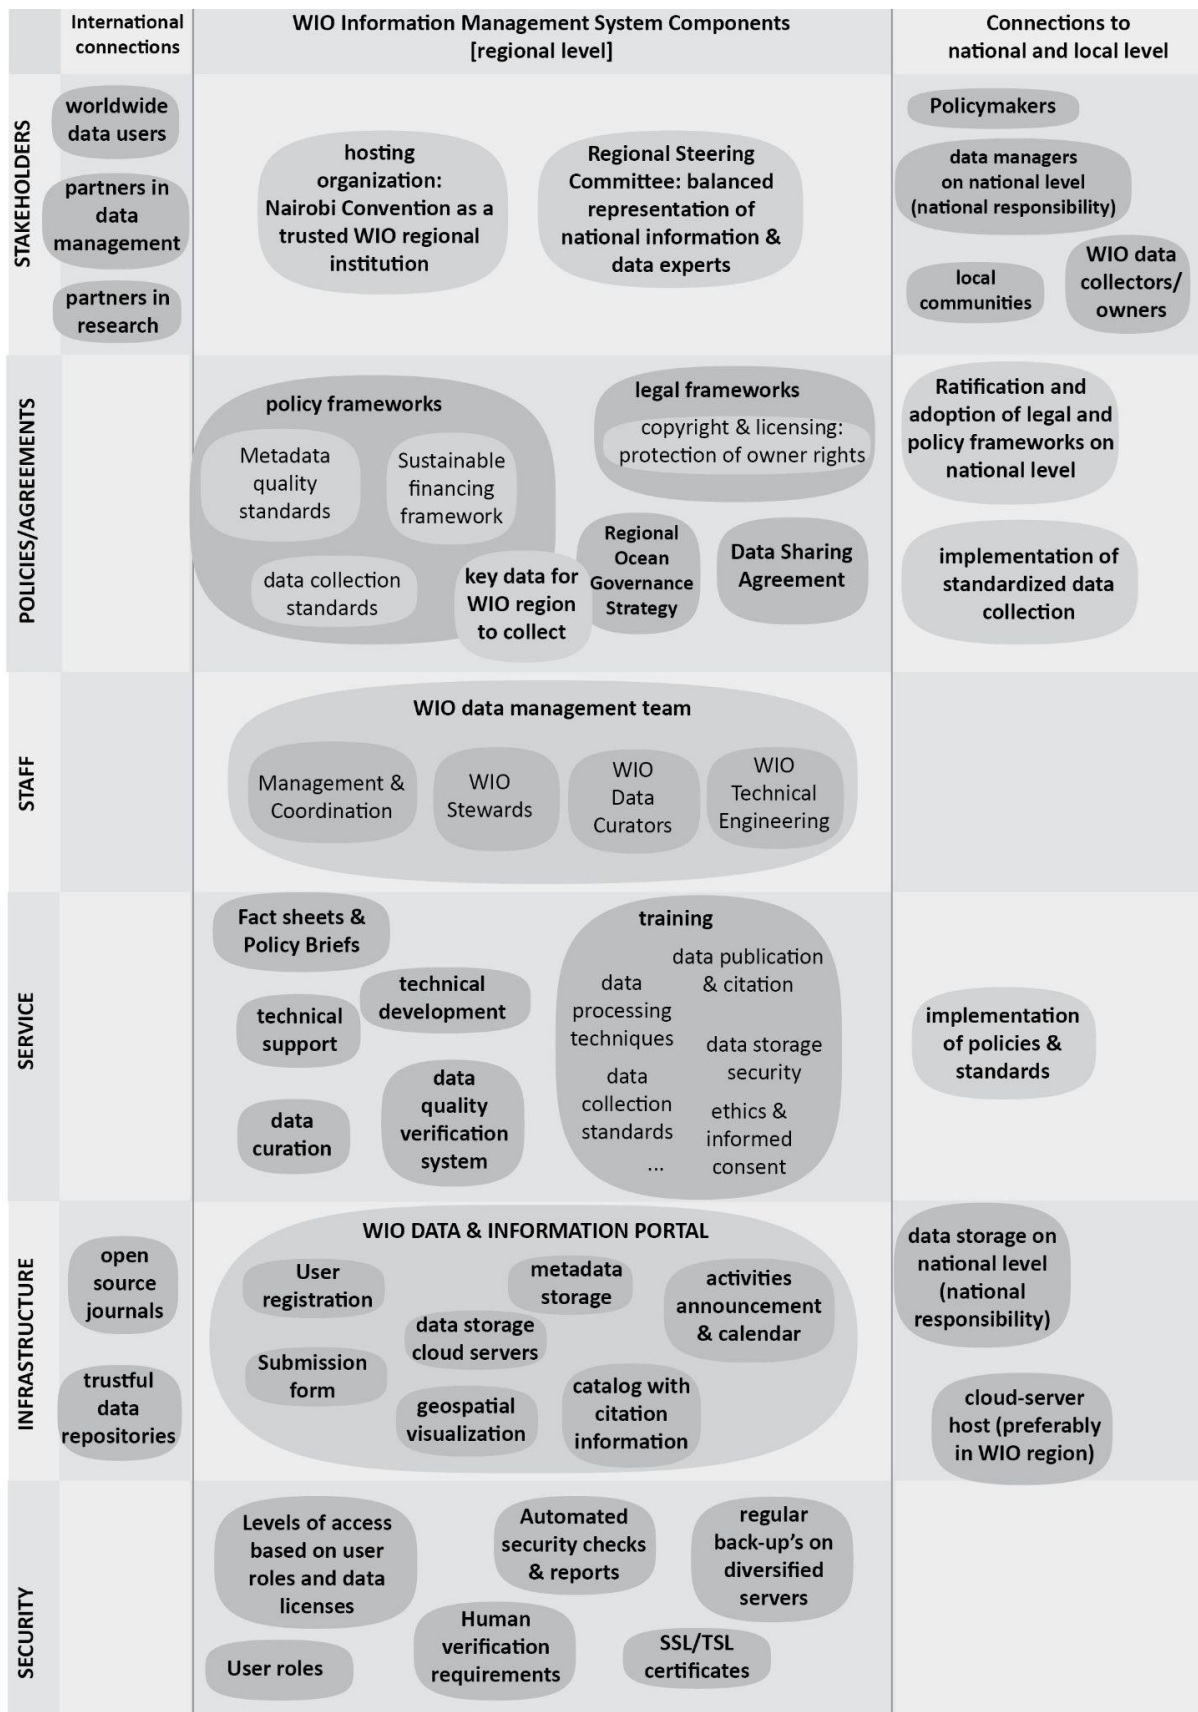 International
connections
WIO Information Management System Components
[regional level]
Connections to
national and local level
STAKEHOLDERS
worldwide
data users
partners in
data
management
partners in
research
hosting
organization:
Nairobi Convention as a
trusted WIO regional
institution
Regional Steering
Committee: balanced
representation of
national information &
data experts
Policymakers
data managers
on national level
(national responsibility)
local
communities
WIO data
collectors/
owners
POLICIES/AGREEMENTS
policy frameworks
Metadata
quality
standards
Sustainable
financing
framework
data collection
standards
key data for
WIO region
to collect
legal frameworks
copyright & licensing:
protection of owner rights
Regional
Ocean
Governance
Strategy
Data Sharing
Agreement
Ratification and
adoption of legal and
policy frameworks on
national level
implementation of
standardized data
collection
STAFF
WIO data management team
Management &
Coordination
WIO
Stewards
WIO
Data
Curators
WIO
Technical
Engineering
SERVICE
Fact sheets &
Policy Briefs
technical
development
technical
support
data
quality
verification
system
data
curation
training
data publication
& citation
data
processing
techniques
data storage
security
data
collection
standards
...
ethics &
informed
consent
implementation
of policies &
standards
INFRASTRUCTURE
open
source
journals
trustful
data
repositories
WIO DATA & INFORMATION PORTAL
User
registration
metadata
storage
activities
announcement
& calendar
data storage
cloud servers
Submission
form
geospatial
visualization
catalog with
citation
information
data storage on
national level
(national
responsibility)
cloud-server
host (preferably
in WIO region)
SECURITY
Levels of access
based on user
roles and data
licenses
Automated
security checks
& reports
regular
back-up's on
diversified
servers
User roles
Human
verification
requirements
SSL/TSL
certificates